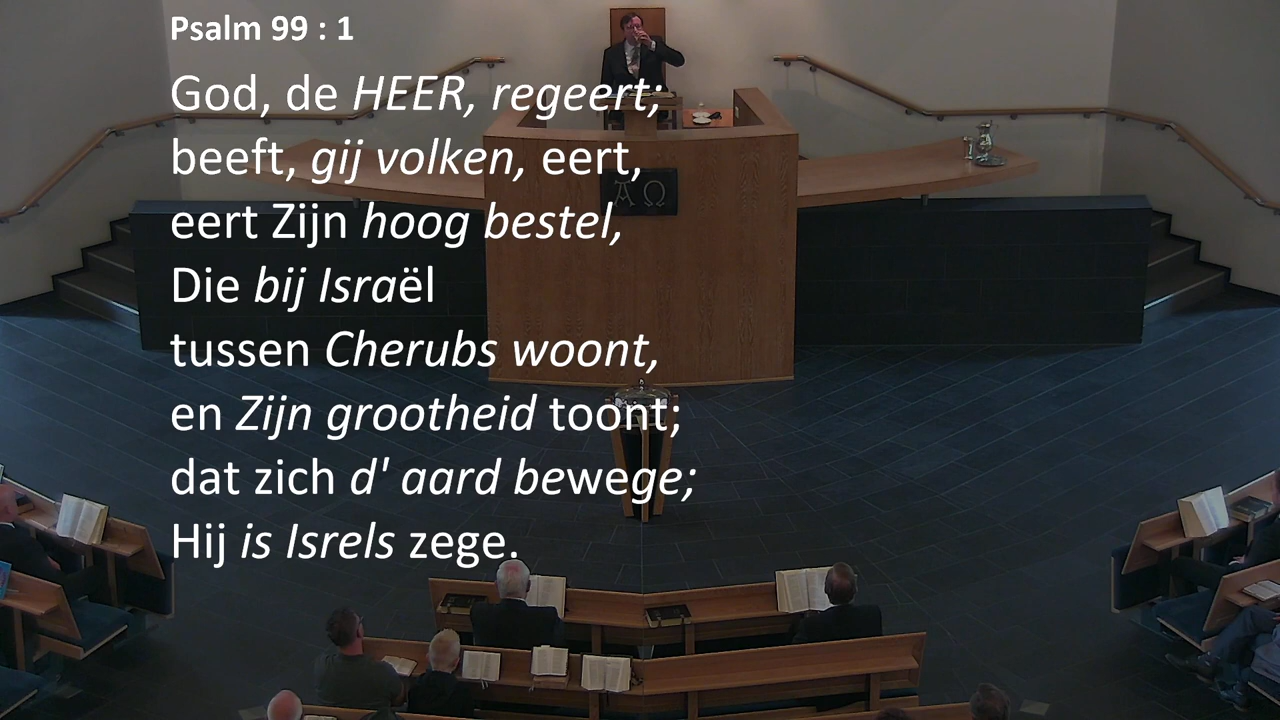 Psalm 99 : 1
God, de HEER, regeert;
beeft, gij volken, eert,
eert Zijn hoog bestel,
Die bij Israël
tussen Cherubs woont,
en Zijn grootheid toont;
dat zich d' aard bewege;
Hij is Isrels zege.
Α Ω